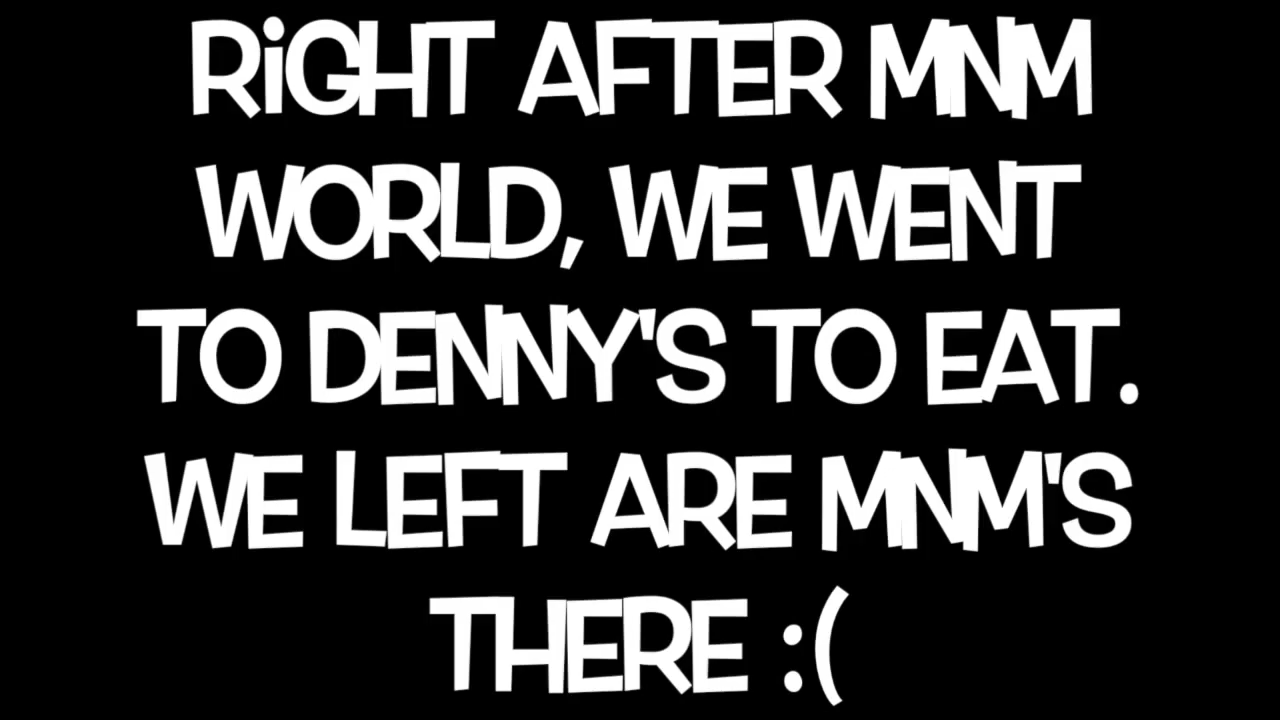 RiGHT AFTER MNM
WORLD, WE WENT
TO DENNY'S TO EAT.
WE LEFT ARE MNM'S
THERE :(